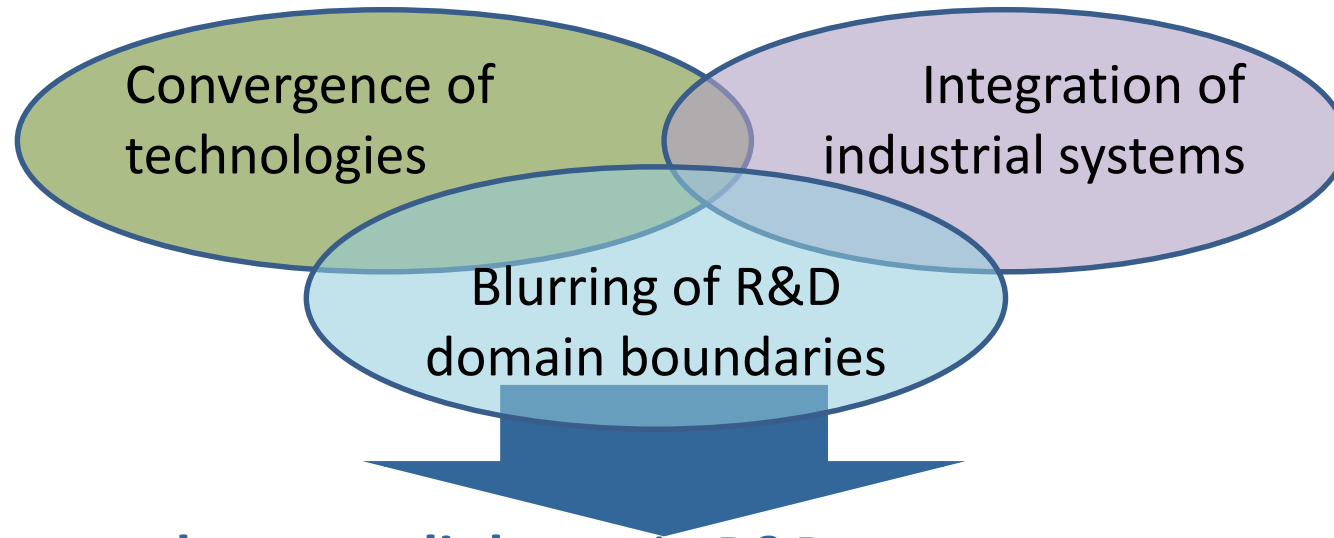 Convergence of
technologies
Integration of
industrial systems
Blurring of R&D
domain boundaries